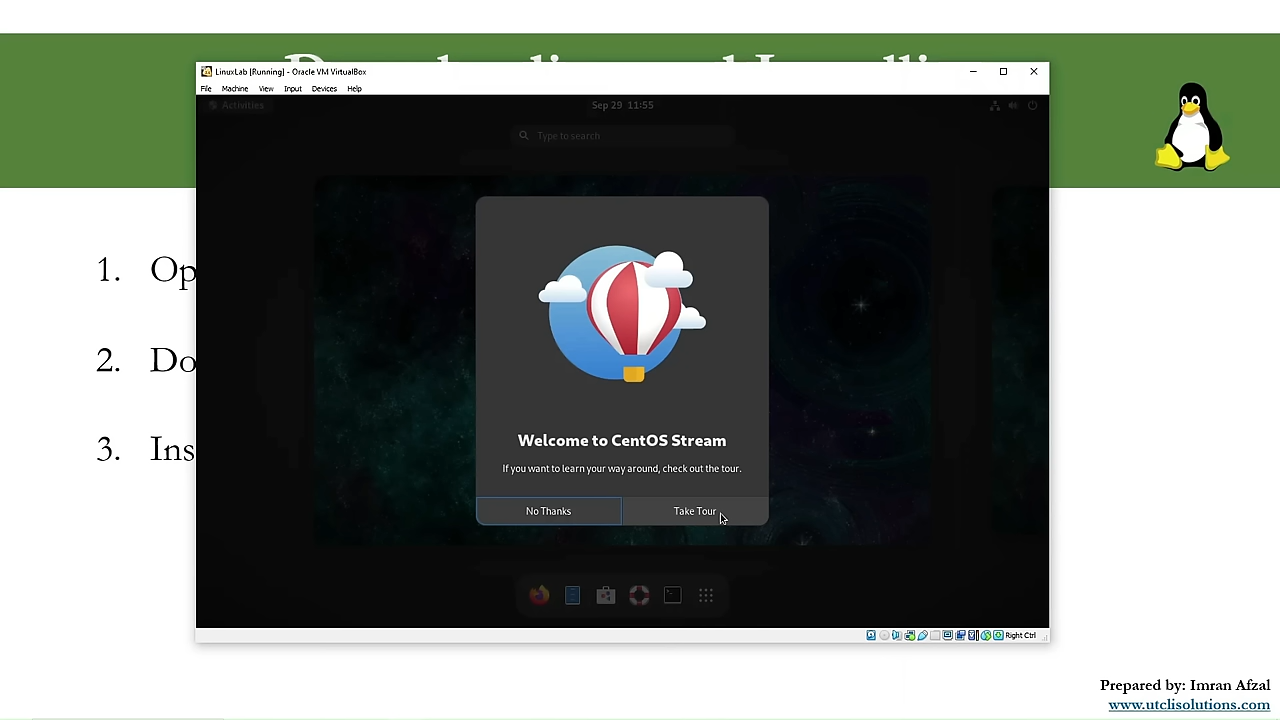 LinuxLab [Running] - Oracle VM VirtualBox
File Machine View Input Devices Help
Activities
Sep 29 11:55
Type to search
1. Op
2. Do
3. Ins
Welcome to CentOS Stream
If you want to learn your way around, check out the tour.
No Thanks
Take Tour
Right Ctrl
Prepared by: Imran Afzal
www.utclisolutions.com